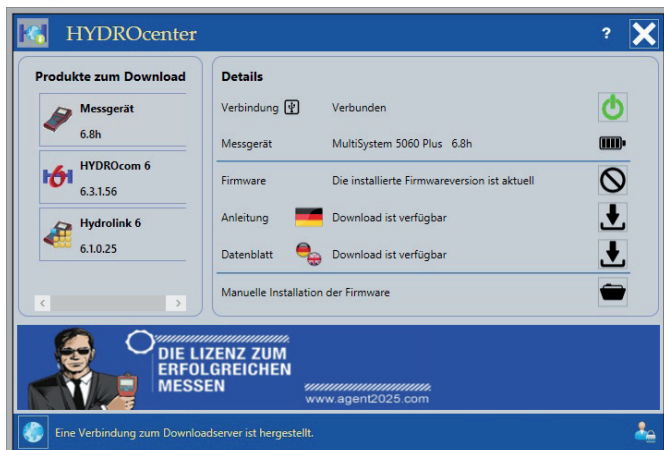 HYDROcenter
?
Produkte zum Download
Messgerät
6.8h
HYDROcom 6
6.3.1.56
Hydrolink 6
6.1.0.25
Details
Verbindung Verbunden
Messgerät MultiSystem 5060 Plus 6.8h
Firmware Die installierte Firmwareversion ist aktuell
Anleitung Download ist verfügbar
Datenblatt Download ist verfügbar
Manuelle Installation der Firmware
DIE LIZENZ ZUM
ERFOLGREICHEN
MESSEN
www.agent2025.com
Eine Verbindung zum Downloadserver ist hergestellt.